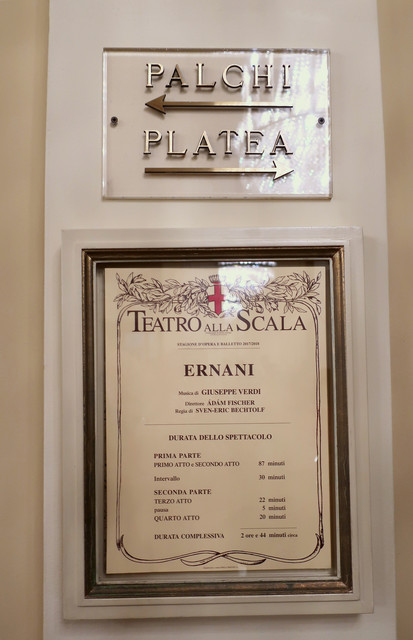 PALCHI
PLATEA
TEATRO ALLA SCALA
STAGIONE D'OPERA E BALLETTO 2017/2018
ERNANI
Musica di GIUSEPPE VERDI
Direttore ÁDÁM FISCHER
Regia di SVEN-ERIC BECHTOLF
DURATA DELLO SPETTACOLO
PRIMA PARTE
PRIMO ATTO e SECONDO ATTO 87 minuti
Intervallo 30 minuti
SECONDA PARTE
TERZO ATTO 22 minuti
pausa 5 minuti
QUARTO ATTO 20 minuti
DURATA COMPLESSIVA 2 ore e 44 minuti circa